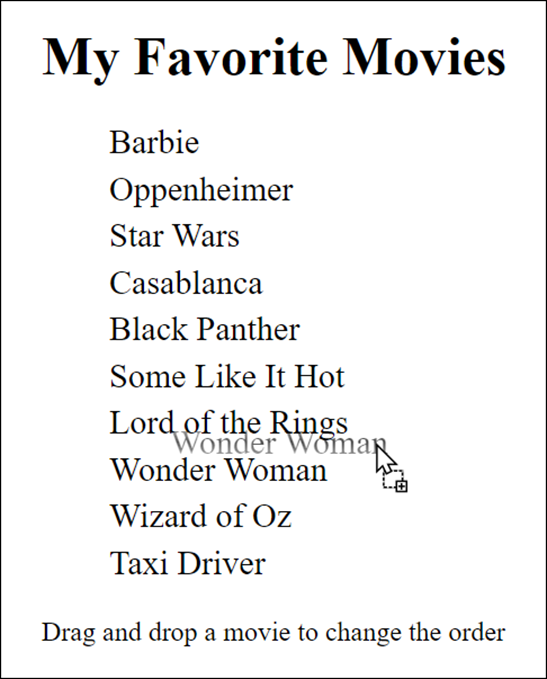 My Favorite Movies
Barbie
Oppenheimer
Star Wars
Casablanca
Black Panther
Some Like It Hot
Lord of the Rings
Wonder Woman
Wonder Woman
Wizard of Oz
Taxi Driver
Drag and drop a movie to change the order